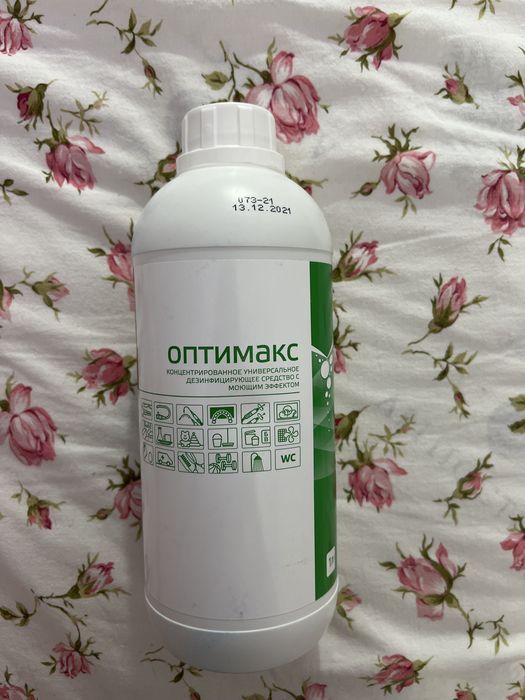 073-21
13.12.2021
ОПТИМАКС
КОНЦЕНТРИРОВАННОЕ УНИВЕРСАЛЬНОЕ
ДЕЗИНФИЦИРУЮЩЕЕ СРЕДСТВО С
МОЮЩИМ ЭФФЕКТОМ
WC